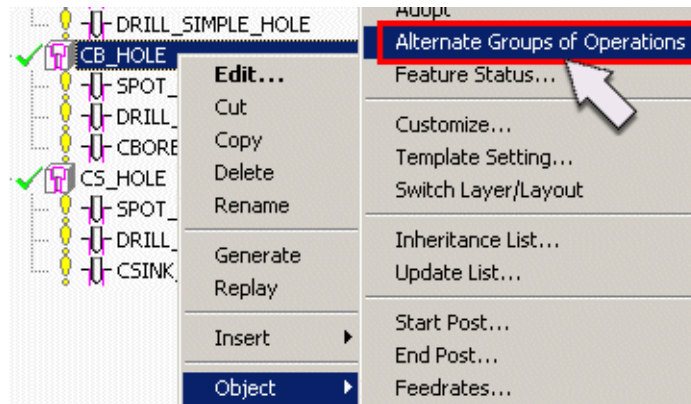 DRILL_SIMPLE_HOLE
CB_HOLE
SPOT_
DRILL_
CBORE
CS_HOLE
SPOT_
DRILL_
CSINK_
Edit...
Cut
Copy
Delete
Rename
Generate
Replay
Insert
Object
Adopt
Alternate Groups of Operations
Feature Status...
Customize...
Template Setting...
Switch Layer/Layout
Inheritance List...
Update List...
Start Post...
End Post...
Feedrates...